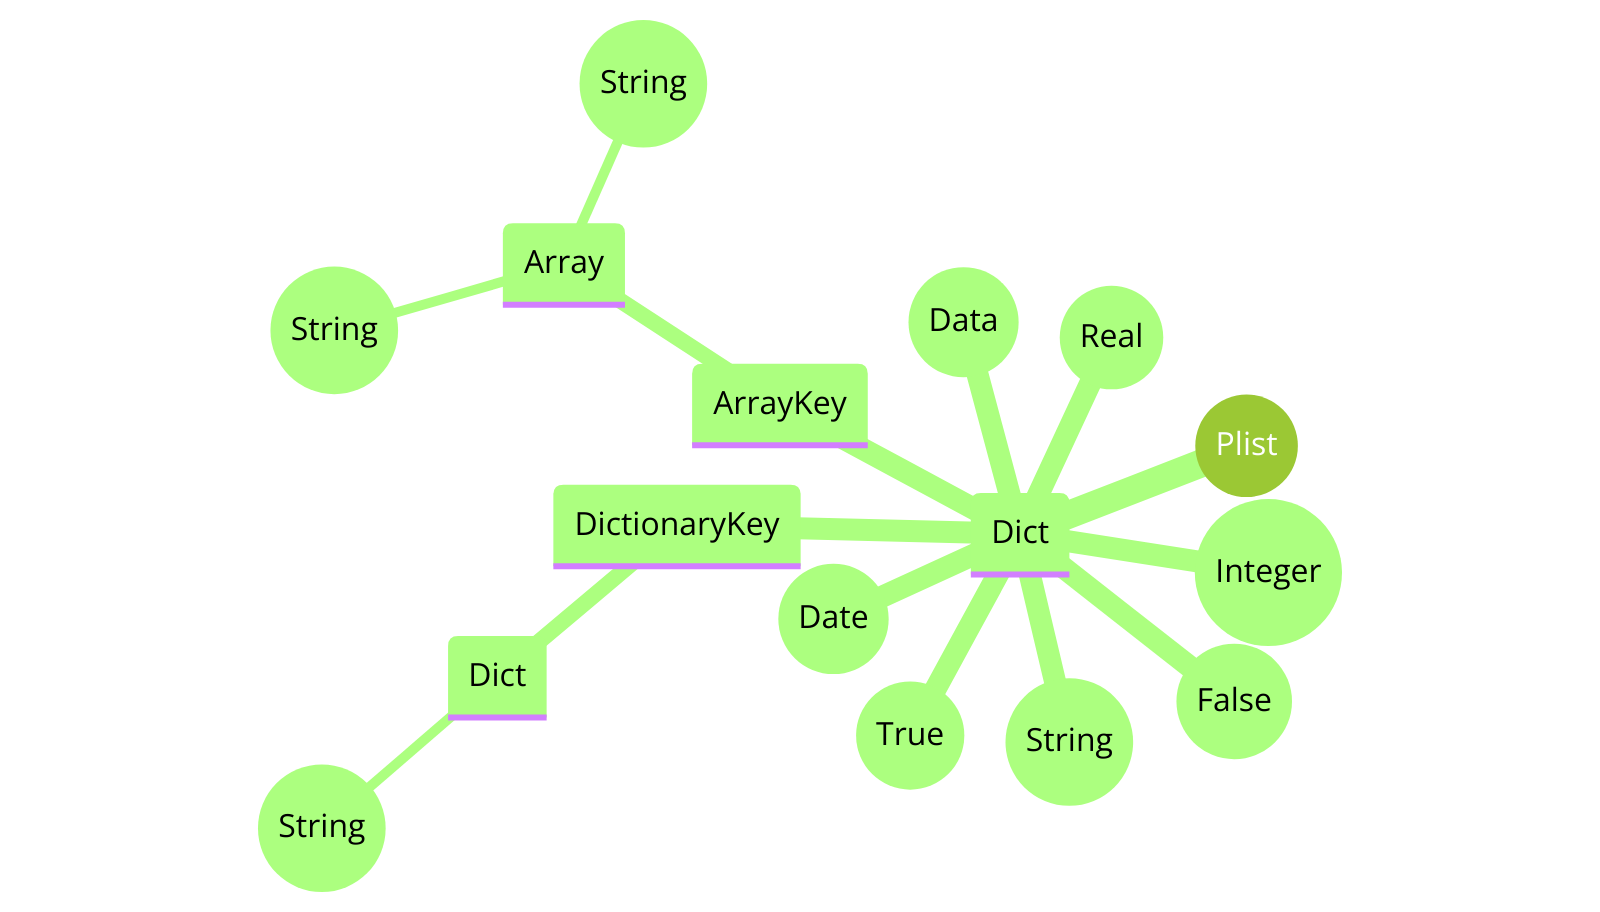 String
Array
String
Data
Real
ArrayKey
Plist
DictionaryKey
Dict
Integer
Date
Dict
False
True
String
String